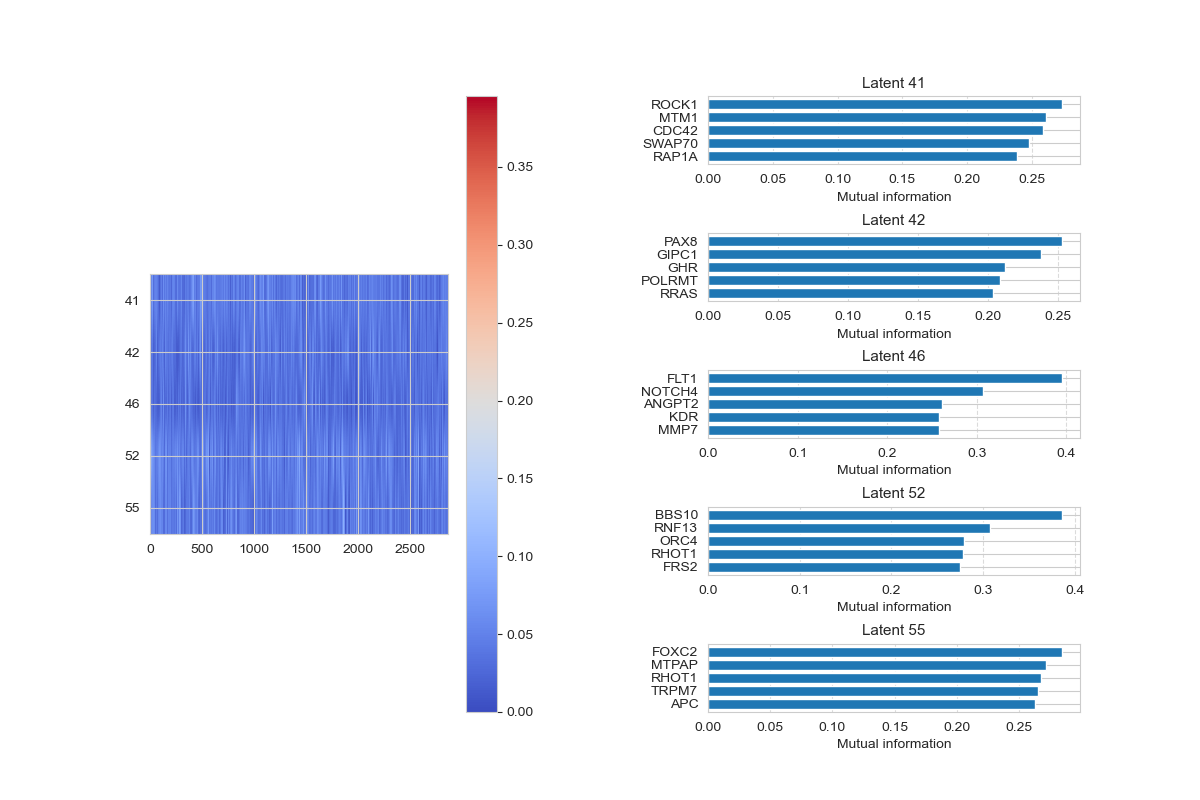 41
42
46
52
55
0 500 1000 1500 2000 2500
0.35
0.30
0.25
0.20
0.15
0.10
0.05
0.00
Latent 41
ROCK1
MTM1
CDC42
SWAP70
RAP1A
0.00 0.05 0.10 0.15 0.20 0.25
Mutual information
Latent 42
PAX8
GIPC1
GHR
POLRMT
RRAS
0.00 0.05 0.10 0.15 0.20 0.25
Mutual information
Latent 46
FLT1
NOTCH4
ANGPT2
KDR
MMP7
0.0 0.1 0.2 0.3 0.4
Mutual information
Latent 52
BBS10
RNF13
ORC4
RHOT1
FRS2
0.0 0.1 0.2 0.3 0.4
Mutual information
Latent 55
FOXC2
MTPAP
RHOT1
TRPM7
APC
0.00 0.05 0.10 0.15 0.20 0.25
Mutual information